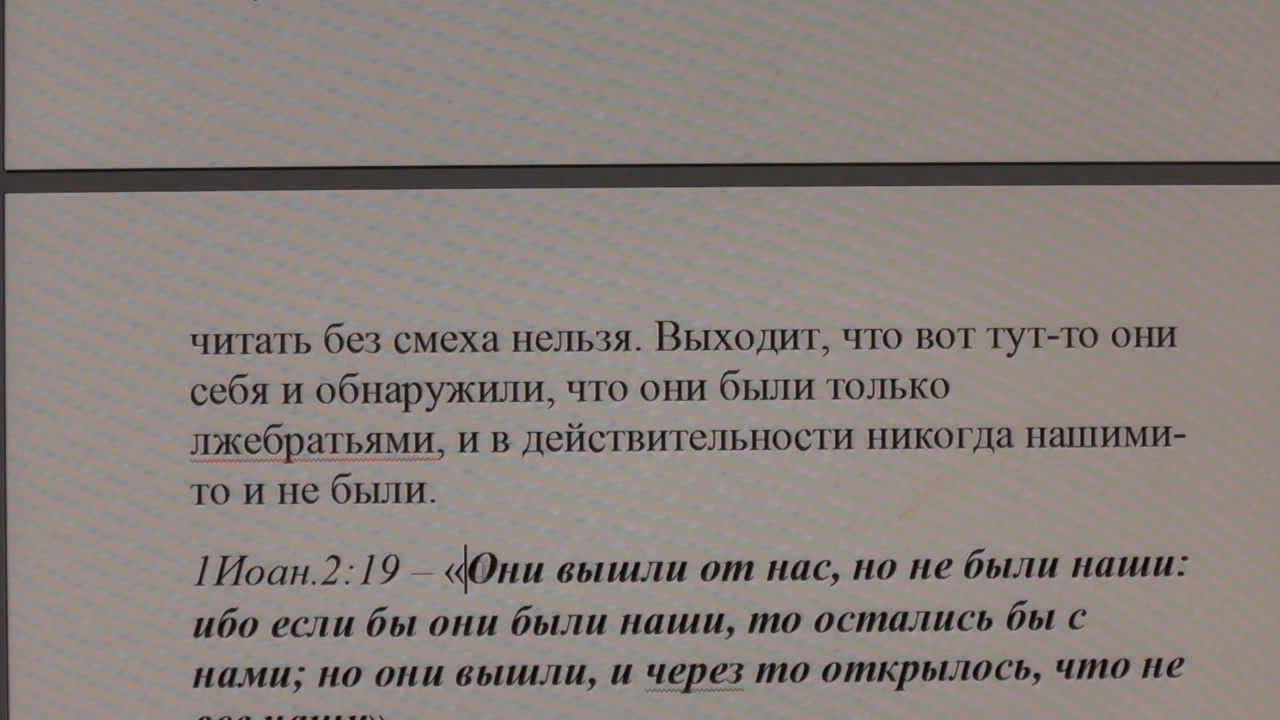 читать без смеха нельзя. Выходит, что вот тут-то они
себя и обнаружили, что они были только
лжебратьями, и в действительности никогда нашими-
то и не были.
1Иоан.2:19 – «Они вышли от нас, но не были наши:
ибо если бы они были наши, то остались бы с
нами; но они вышли, и через то открылось, что не
все наши»